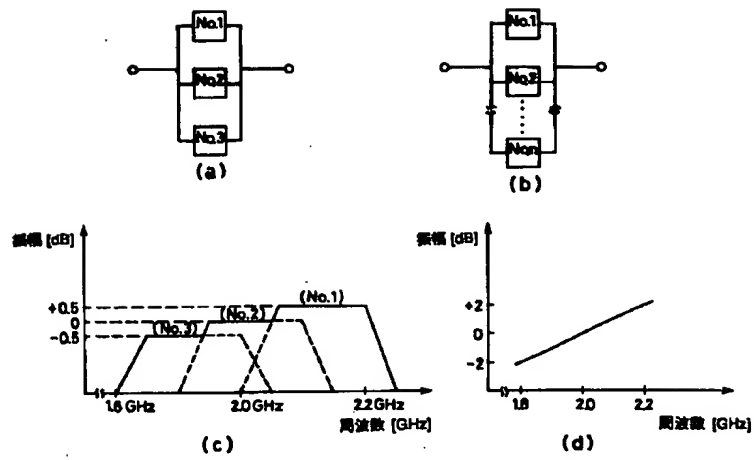 No.1
No.2
No.3
(a)
No.1
No.2
No.n
(b)
振幅 [dB]
+0.5
0
-0.5
(No.1)
(No.2)
(No.3)
1.6 GHz
2.0 GHz
2.2 GHz
周波数 [GHz]
(c)
振幅 [dB]
+2
0
-2
1.8
2.0
2.2
周波数 [GHz]
(d)